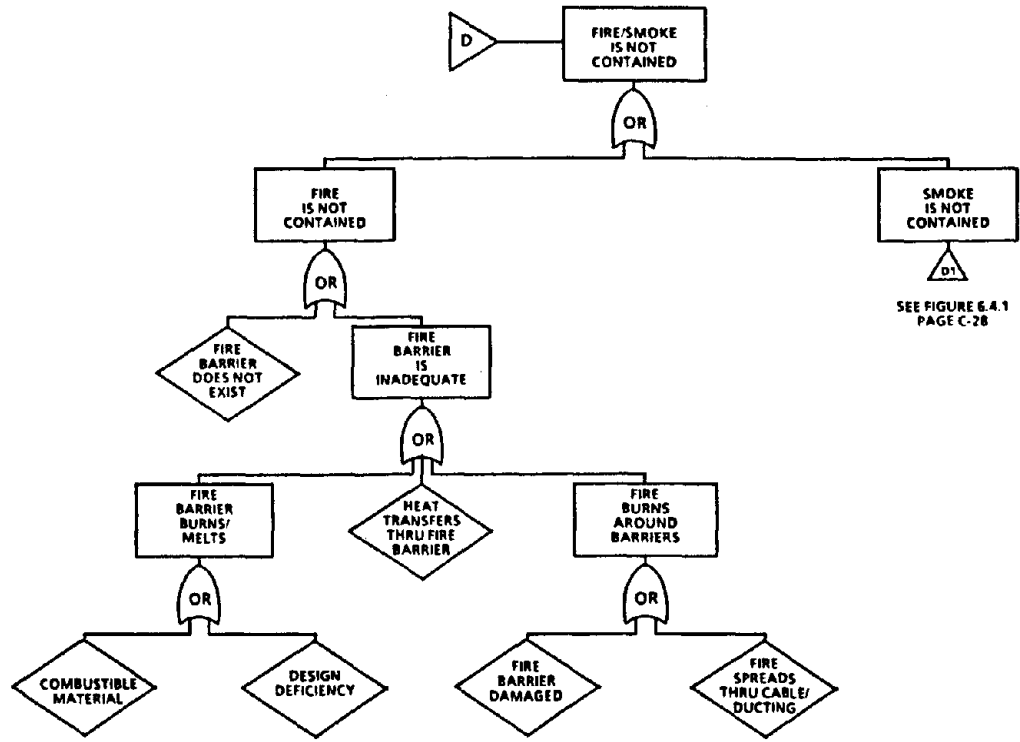 D
FIRE/SMOKE
IS NOT
CONTAINED
OR
FIRE
IS NOT
CONTAINED
SMOKE
IS NOT
CONTAINED
OR
D1
SEE FIGURE 6.4.1
PAGE C-28
FIRE
BARRIER
DOES NOT
EXIST
FIRE
BARRIER
IS
INADEQUATE
OR
FIRE
BARRIER
BURNS/
MELTS
HEAT
TRANSFERS
THRU FIRE
BARRIER
FIRE
BURNS
AROUND
BARRIERS
OR
OR
COMBUSTIBLE
MATERIAL
DESIGN
DEFICIENCY
FIRE
BARRIER
DAMAGED
FIRE
SPREADS
THRU CABLE/
DUCTING